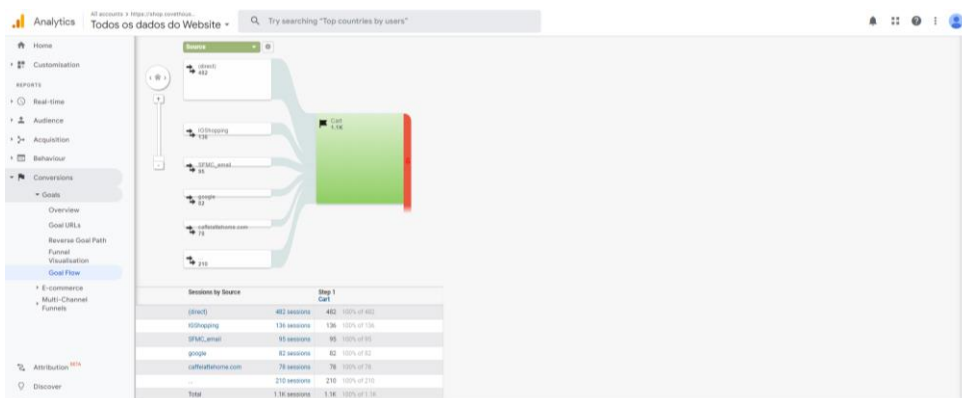 Analytics
All accounts > https://shop.covethous...
Todos os dados do Website
Try searching "Top countries by users"
Home
Customisation
REPORTS
Real-time
Audience
Acquisition
Behaviour
Conversions
Goals
Overview
Goal URLs
Reverse Goal Path
Funnel
Visualisation
Goal Flow
E-commerce
Multi-Channel
Funnels
Attribution BETA
Discover
Source
(direct)
482
IGShopping
136
SFMC_email
95
google
82
caffelattehome.com
78
210
Cart
1.1K
Sessions by Source Step 1
Cart
(direct) 482 sessions 482 100% of 482
IGShopping 136 sessions 136 100% of 136
SFMC_email 95 sessions 95 100% of 95
google 82 sessions 82 100% of 82
caffelattehome.com 78 sessions 78 100% of 78
... 210 sessions 210 100% of 210
Total 1.1K sessions 1.1K 100% of 1.1K